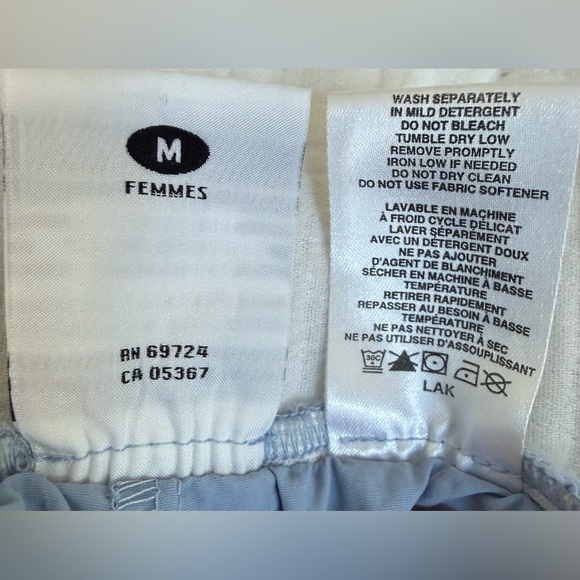 M
FEMMES
RN 69724
CA 05367
WASH SEPARATELY
IN MILD DETERGENT
DO NOT BLEACH
TUMBLE DRY LOW
REMOVE PROMPTLY
IRON LOW IF NEEDED
DO NOT DRY CLEAN
DO NOT USE FABRIC SOFTENER
LAVABLE EN MACHINE
À FROID CYCLE DÉLICAT
LAVER SÉPARÉMENT
AVEC UN DÉTERGENT DOUX
NE PAS AJOUTER
D'AGENT DE BLANCHIMENT
SÉCHER EN MACHINE À BASSE
TEMPÉRATURE
RETIRER RAPIDEMENT
REPASSER AU BESOIN À BASSE
TEMPÉRATURE
NE PAS NETTOYER À SEC
NE PAS UTILISER D'ASSOUPLISSANT
30C
LAK